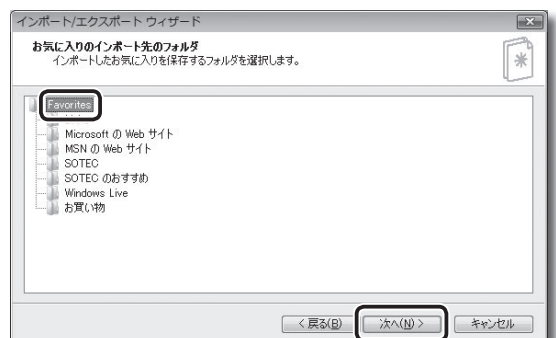 インポート/エクスポート ウィザード
お気に入りのインポート先のフォルダ
インポートしたお気に入りを保存するフォルダを選択します。
Favorites
Microsoft の Web サイト
MSN の Web サイト
SOTEC
SOTEC のおすすめ
Windows Live
お買い物
< 戻る(B)
次へ(N) >
キャンセル